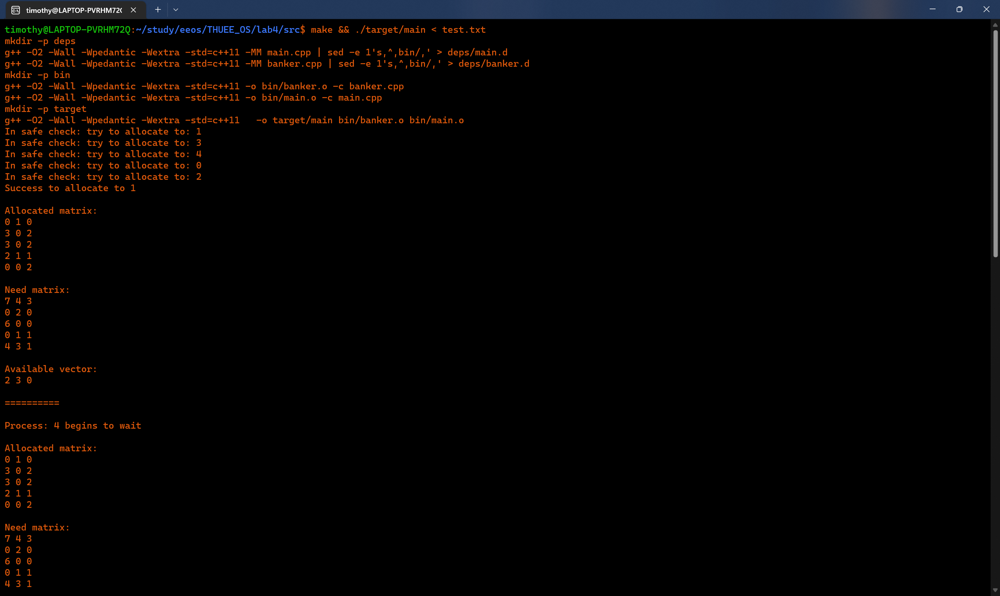 timothy@LAPTOP-PVRHM72
timothy@LAPTOP-PVRHM72Q:~/study/eeos/THUEE_OS/lab4/src$ make && ./target/main < test.txt
mkdir -p deps
g++ -O2 -Wall -Wpedantic -Wextra -std=c++11 -MM main.cpp | sed -e 1's,^,bin/,' > deps/main.d
g++ -O2 -Wall -Wpedantic -Wextra -std=c++11 -MM banker.cpp | sed -e 1's,^,bin/,' > deps/banker.d
mkdir -p bin
g++ -O2 -Wall -Wpedantic -Wextra -std=c++11 -o bin/banker.o -c banker.cpp
g++ -O2 -Wall -Wpedantic -Wextra -std=c++11 -o bin/main.o -c main.cpp
mkdir -p target
g++ -O2 -Wall -Wpedantic -Wextra -std=c++11   -o target/main bin/banker.o bin/main.o
In safe check: try to allocate to: 1
In safe check: try to allocate to: 3
In safe check: try to allocate to: 4
In safe check: try to allocate to: 0
In safe check: try to allocate to: 2
Success to allocate to 1
Allocated matrix:
0 1 0
3 0 2
3 0 2
2 1 1
0 0 2
Need matrix:
7 4 3
0 2 0
6 0 0
0 1 1
4 3 1
Available vector:
2 3 0
==========
Process: 4 begins to wait
Allocated matrix:
0 1 0
3 0 2
3 0 2
2 1 1
0 0 2
Need matrix:
7 4 3
0 2 0
6 0 0
0 1 1
4 3 1